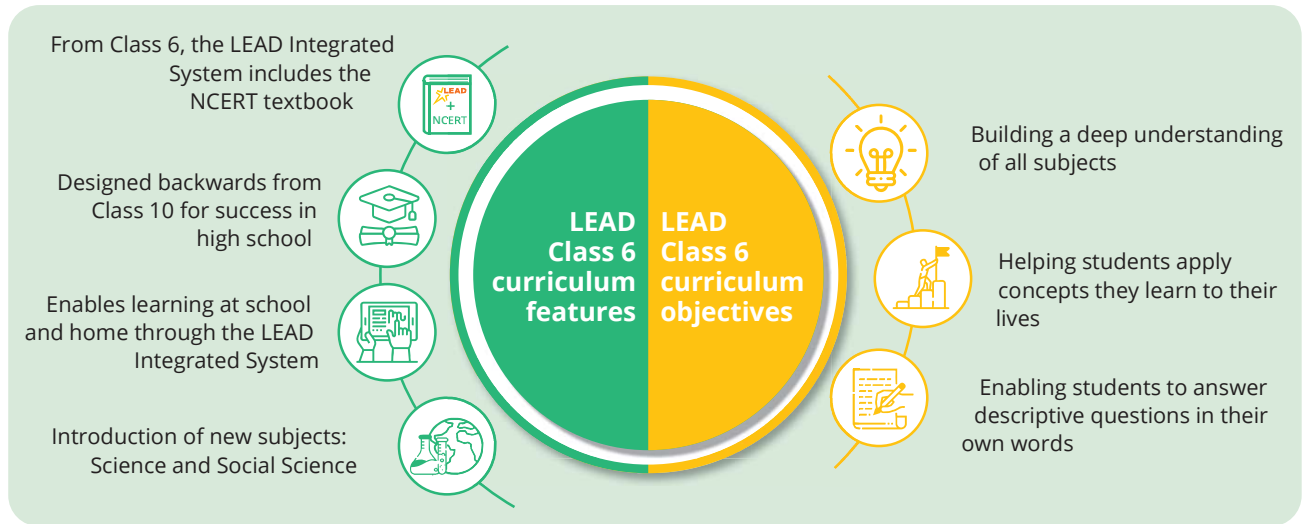 From Class 6, the LEAD Integrated
System includes the
NCERT textbook
LEAD
+
NCERT
Designed backwards from
Class 10 for success in
high school
Enables learning at school
and home through the LEAD
Integrated System
Introduction of new subjects:
Science and Social Science
LEAD
Class 6
curriculum
features
LEAD
Class 6
curriculum
objectives
Building a deep understanding
of all subjects
Helping students apply
concepts they learn to their
lives
Enabling students to answer
descriptive questions in their
own words